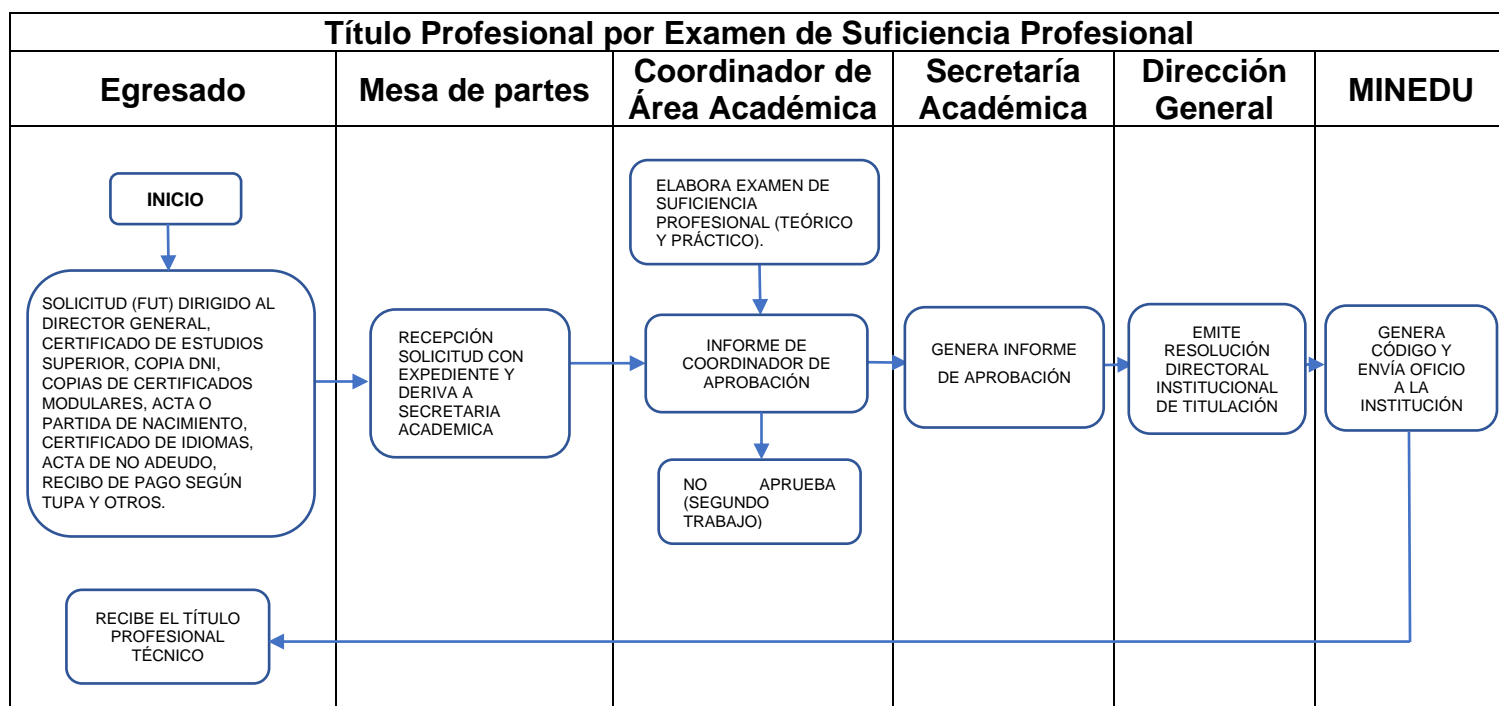 Título Profesional por Examen de Suficiencia Profesional
Egresado
Mesa de partes
Coordinador de
Área Académica
Secretaría
Académica
Dirección
General
MINEDU
INICIO
SOLICITUD (FUT) DIRIGIDO AL
DIRECTOR GENERAL,
CERTIFICADO DE ESTUDIOS
SUPERIOR, COPIA DNI,
COPIAS DE CERTIFICADOS
MODULARES, ACTA O
PARTIDA DE NACIMIENTO,
CERTIFICADO DE IDIOMAS,
ACTA DE NO ADEUDO,
RECIBO DE PAGO SEGÚN
TUPA Y OTROS.
RECEPCIÓN
SOLICITUD CON
EXPEDIENTE Y
DERIVA A
SECRETARIA
ACADEMICA
ELABORA EXAMEN DE
SUFICIENCIA
PROFESIONAL (TEÓRICO
Y PRÁCTICO).
INFORME DE
COORDINADOR DE
APROBACIÓN
NO APRUEBA
(SEGUNDO
TRABAJO)
GENERA INFORME
DE APROBACIÓN
EMITE
RESOLUCIÓN
DIRECTORAL
INSTITUCIONAL
DE TITULACIÓN
GENERA
CÓDIGO Y
ENVÍA OFICIO
A LA
INSTITUCIÓN
RECIBE EL TÍTULO
PROFESIONAL
TÉCNICO